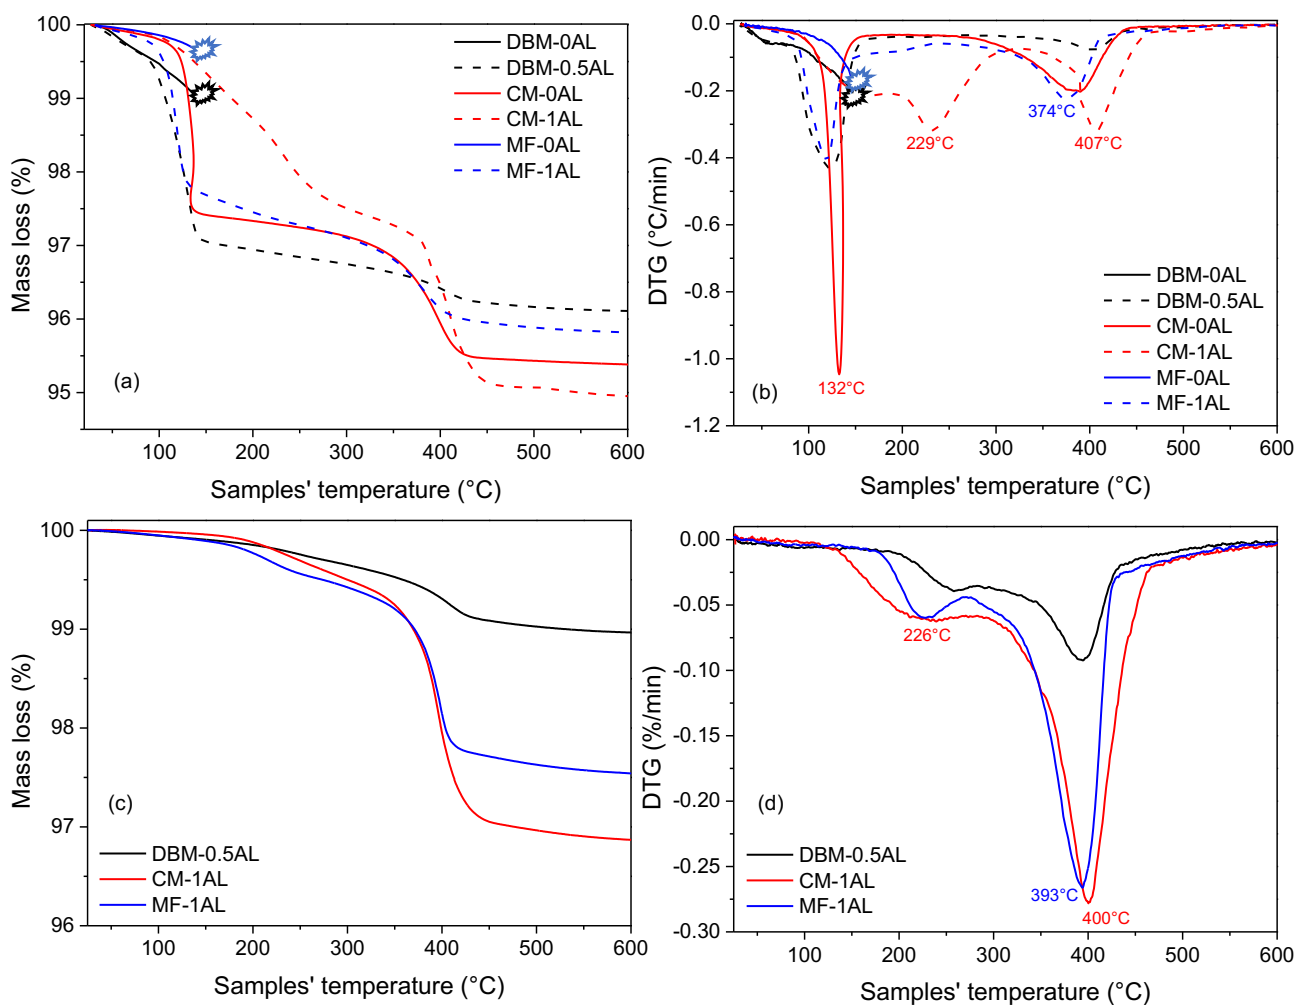 100
99
98
97
96
95
100
200
300
400
500
600
Mass loss (%)
Samples' temperature (°C)
(a)
DBM-0AL
DBM-0.5AL
CM-0AL
CM-1AL
MF-0AL
MF-1AL
0.0
-0.2
-0.4
-0.6
-0.8
-1.0
-1.2
100
200
300
400
500
600
DTG (°C/min)
Samples' temperature (°C)
(b)
132°C
229°C
374°C
407°C
DBM-0AL
DBM-0.5AL
CM-0AL
CM-1AL
MF-0AL
MF-1AL
100
99
98
97
96
100
200
300
400
500
600
Mass loss (%)
Samples' temperature (°C)
(c)
DBM-0.5AL
CM-1AL
MF-1AL
0.00
-0.05
-0.10
-0.15
-0.20
-0.25
-0.30
100
200
300
400
500
600
DTG (%/min)
Samples' temperature (°C)
(d)
226°C
393°C
400°C
DBM-0.5AL
CM-1AL
MF-1AL